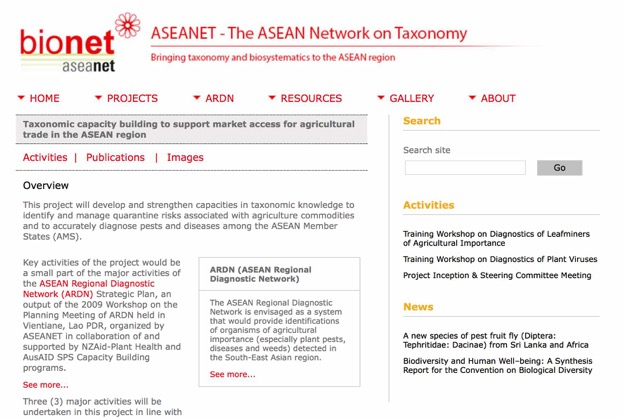 bionet
aseanet
ASEANET - The ASEAN Network on Taxonomy
Bringing taxonomy and biosystematics to the ASEAN region
HOME PROJECTS ARDN RESOURCES GALLERY ABOUT
Taxonomic capacity building to support market access for agricultural
trade in the ASEAN region
Activities | Publications | Images
Overview
This project will develop and strengthen capacities in taxonomic knowledge to
identify and manage quarantine risks associated with agriculture commodities
and to accurately diagnose pests and diseases among the ASEAN Member
States (AMS).
Key activities of the project would be
a small part of the major activities of
the ASEAN Regional Diagnostic
Network (ARDN) Strategic Plan, an
output of the 2009 Workshop on the
Planning Meeting of ARDN held in
Vientiane, Lao PDR, organized by
ASEANET in collaboration of and
supported by NZAid-Plant Health and
AusAID SPS Capacity Building
programs.
See more...
Three (3) major activities will be
undertaken in this project in line with
ARDN (ASEAN Regional
Diagnostic Network)
The ASEAN Regional Diagnostic
Network is envisaged as a system
that would provide identifications
of organisms of agricultural
importance (especially plant pests,
diseases and weeds) detected in
the South-East Asian region.
See more...
Search
Search site
Go
Activities
Training Workshop on Diagnostics of Leafminers
of Agricultural Importance
Training Workshop on Diagnostics of Plant Viruses
Project Inception & Steering Committee Meeting
News
A new species of pest fruit fly (Diptera:
Tephritidae: Dacinae) from Sri Lanka and Africa
Biodiversity and Human Well–being: A Synthesis
Report for the Convention on Biological Diversity